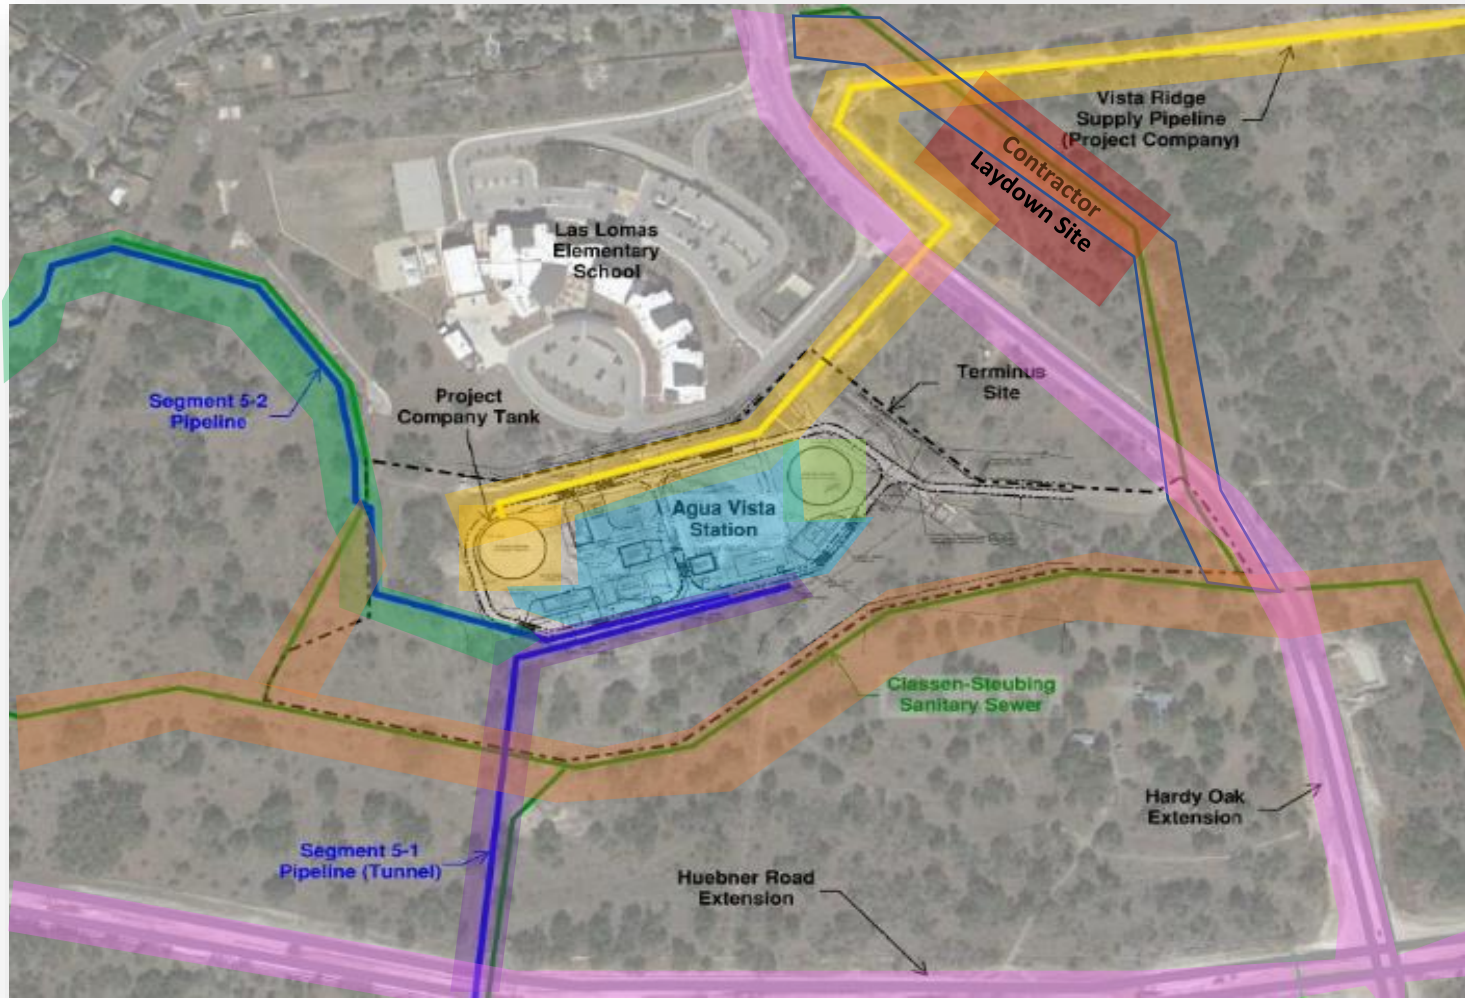 Vista Ridge
Supply Pipeline
(Project Company)
Contractor
Laydown Site
Las Lomas
Elementary
School
Terminus
Site
Segment 5-2
Pipeline
Project
Company Tank
Agua Vista
Station
Classen-Steubing
Sanitary Sewer
Hardy Oak
Extension
Segment 5-1
Pipeline (Tunnel)
Huebner Road
Extension